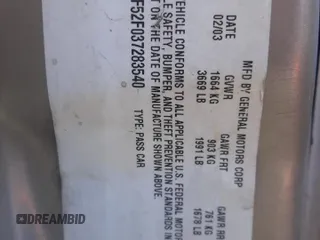 MFD BY GENERAL MOTORS CORP
DATE GVWR GAWR FRT GAWR RR
02/03 1664 KG 903 KG 761 KG
3669 LB 1991 LB 1678 LB
VEHICLE CONFORMS TO ALL APPLICABLE U.S. FEDERAL MOTOR
LE SAFETY, BUMPER, AND THEFT PREVENTION STANDARDS IN
T ON THE DATE OF MANUFACTURE SHOWN ABOVE.
F52F037283540 TYPE: PASS CAR
DREAMBID